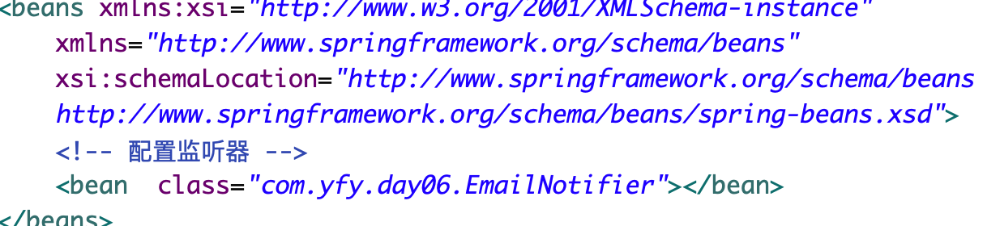 <beans xmlns:xsi="http://www.w3.org/2001/XMLSchema-instance"
xmlns="http://www.springframework.org/schema/beans"
xsi:schemaLocation="http://www.springframework.org/schema/beans
http://www.springframework.org/schema/beans/spring-beans.xsd">
<!-- 配置监听器 -->
<bean  class="com.yfy.day06.EmailNotifier"></bean>
</beans>